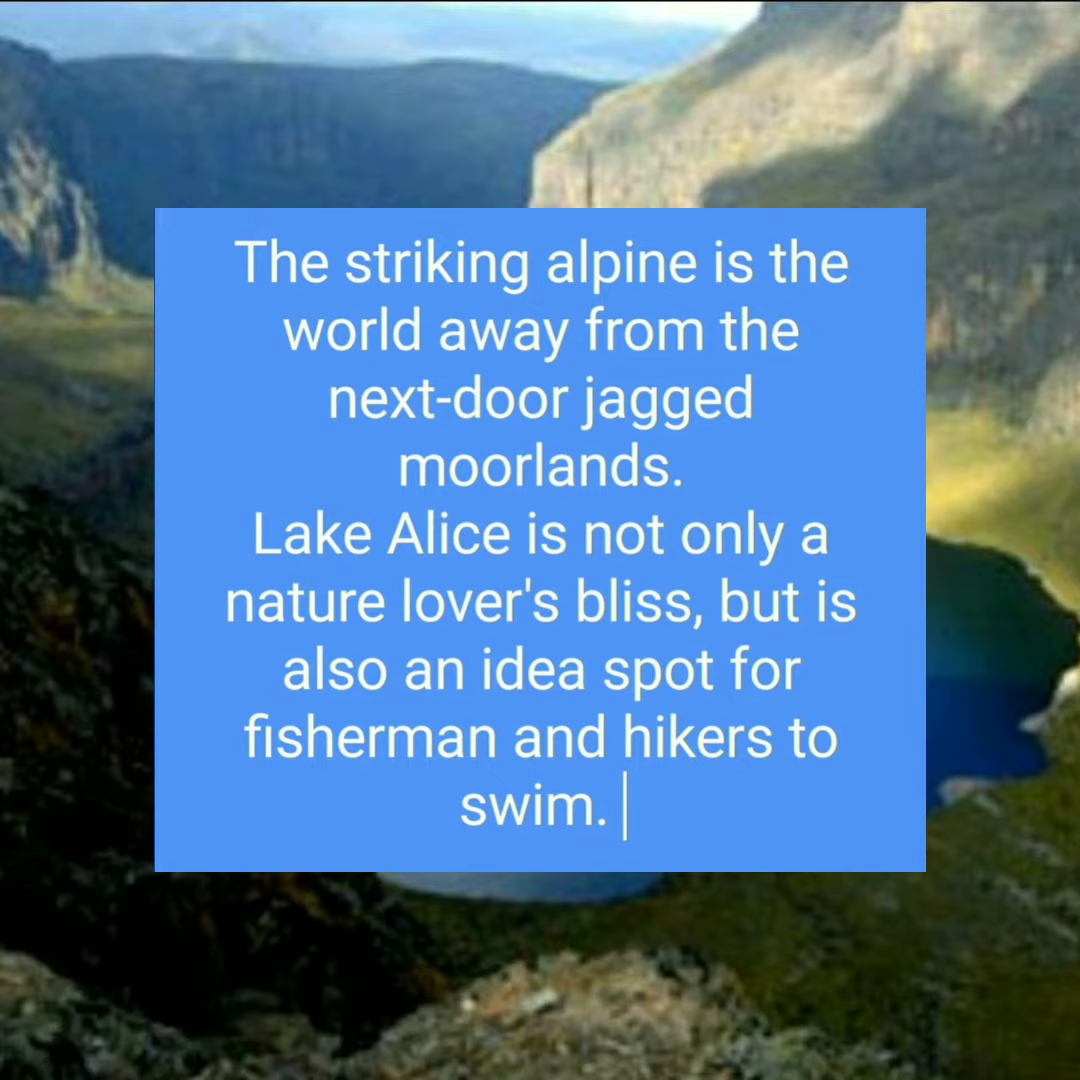 The striking alpine is the
world away from the
next-door jagged
moorlands.
Lake Alice is not only a
nature lover's bliss, but is
also an idea spot for
fisherman and hikers to
swim.